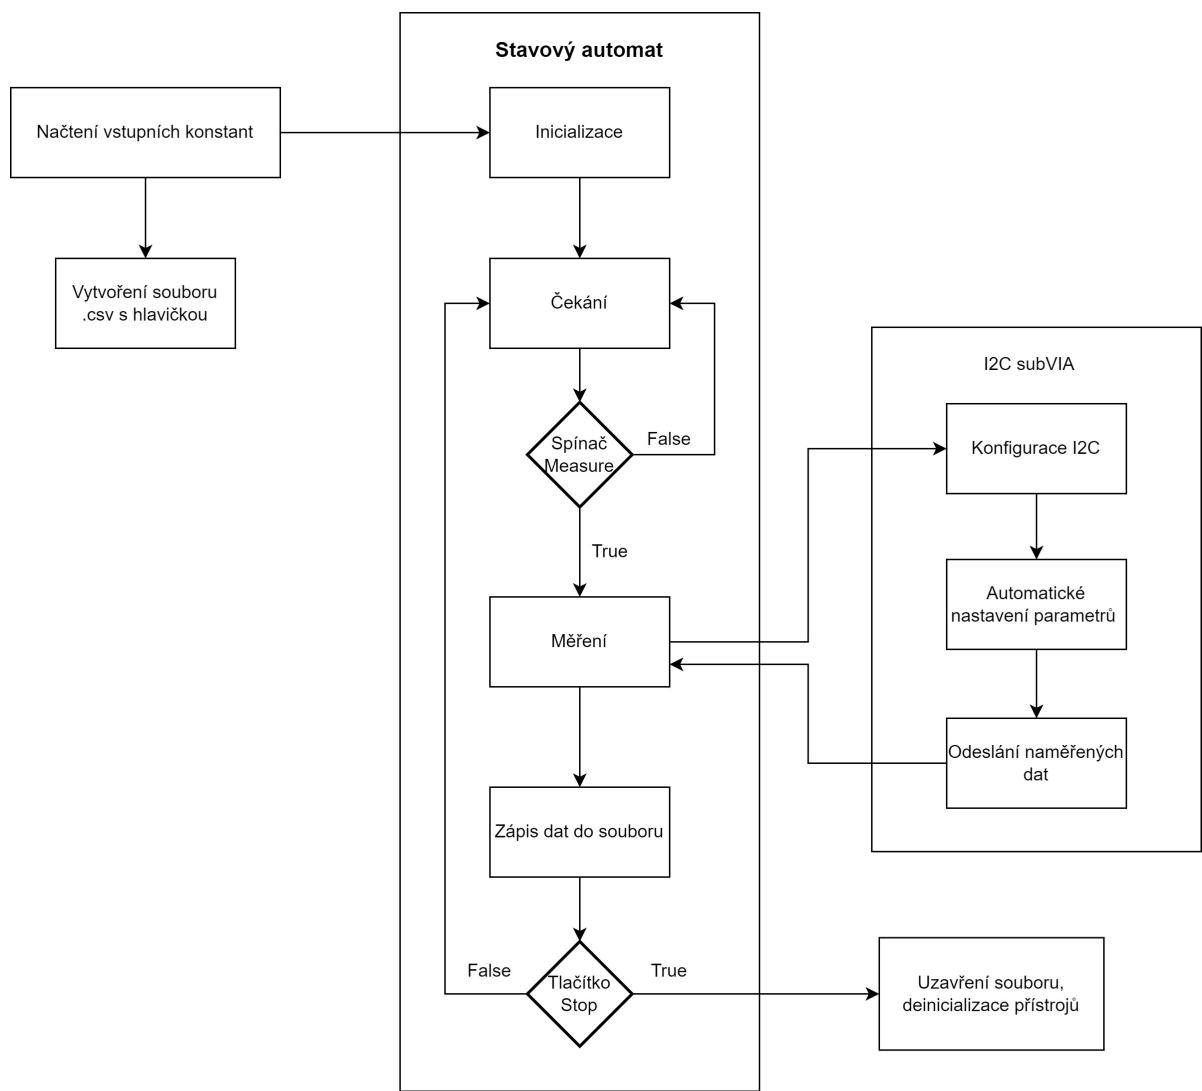 Stavový automat
Načtení vstupních konstant
Inicializace
Vytvoření souboru
.csv s hlavičkou
Čekání
I2C subVIA
Spínač
Measure
False
Konfigurace I2C
True
Automatické
nastavení parametrů
Měření
Odeslání naměřených
dat
Zápis dat do souboru
False
True
Tlačítko
Stop
Uzavření souboru,
deinicializace přístrojů